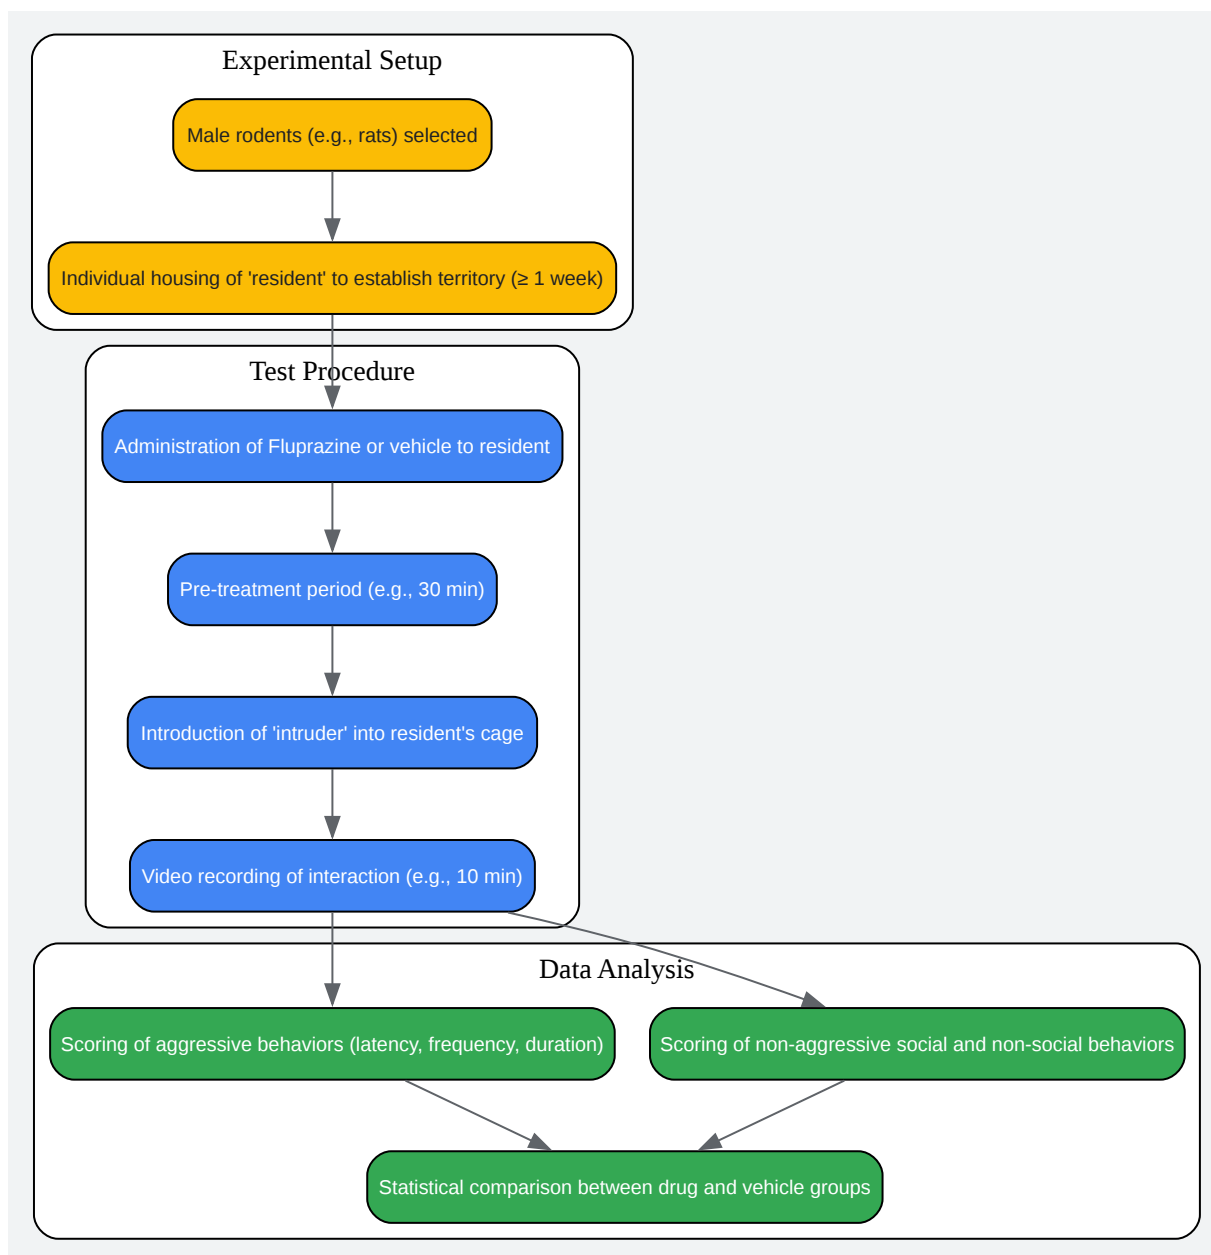 Experimental Setup
Male rodents (e.g., rats) selected
Individual housing of 'resident' to establish territory (≥ 1 week)
Test Procedure
Administration of Fluprazine or vehicle to resident
Pre-treatment period (e.g., 30 min)
Introduction of 'intruder' into resident's cage
Video recording of interaction (e.g., 10 min)
Data Analysis
Scoring of aggressive behaviors (latency, frequency, duration)
Scoring of non-aggressive social and non-social behaviors
Statistical comparison between drug and vehicle groups